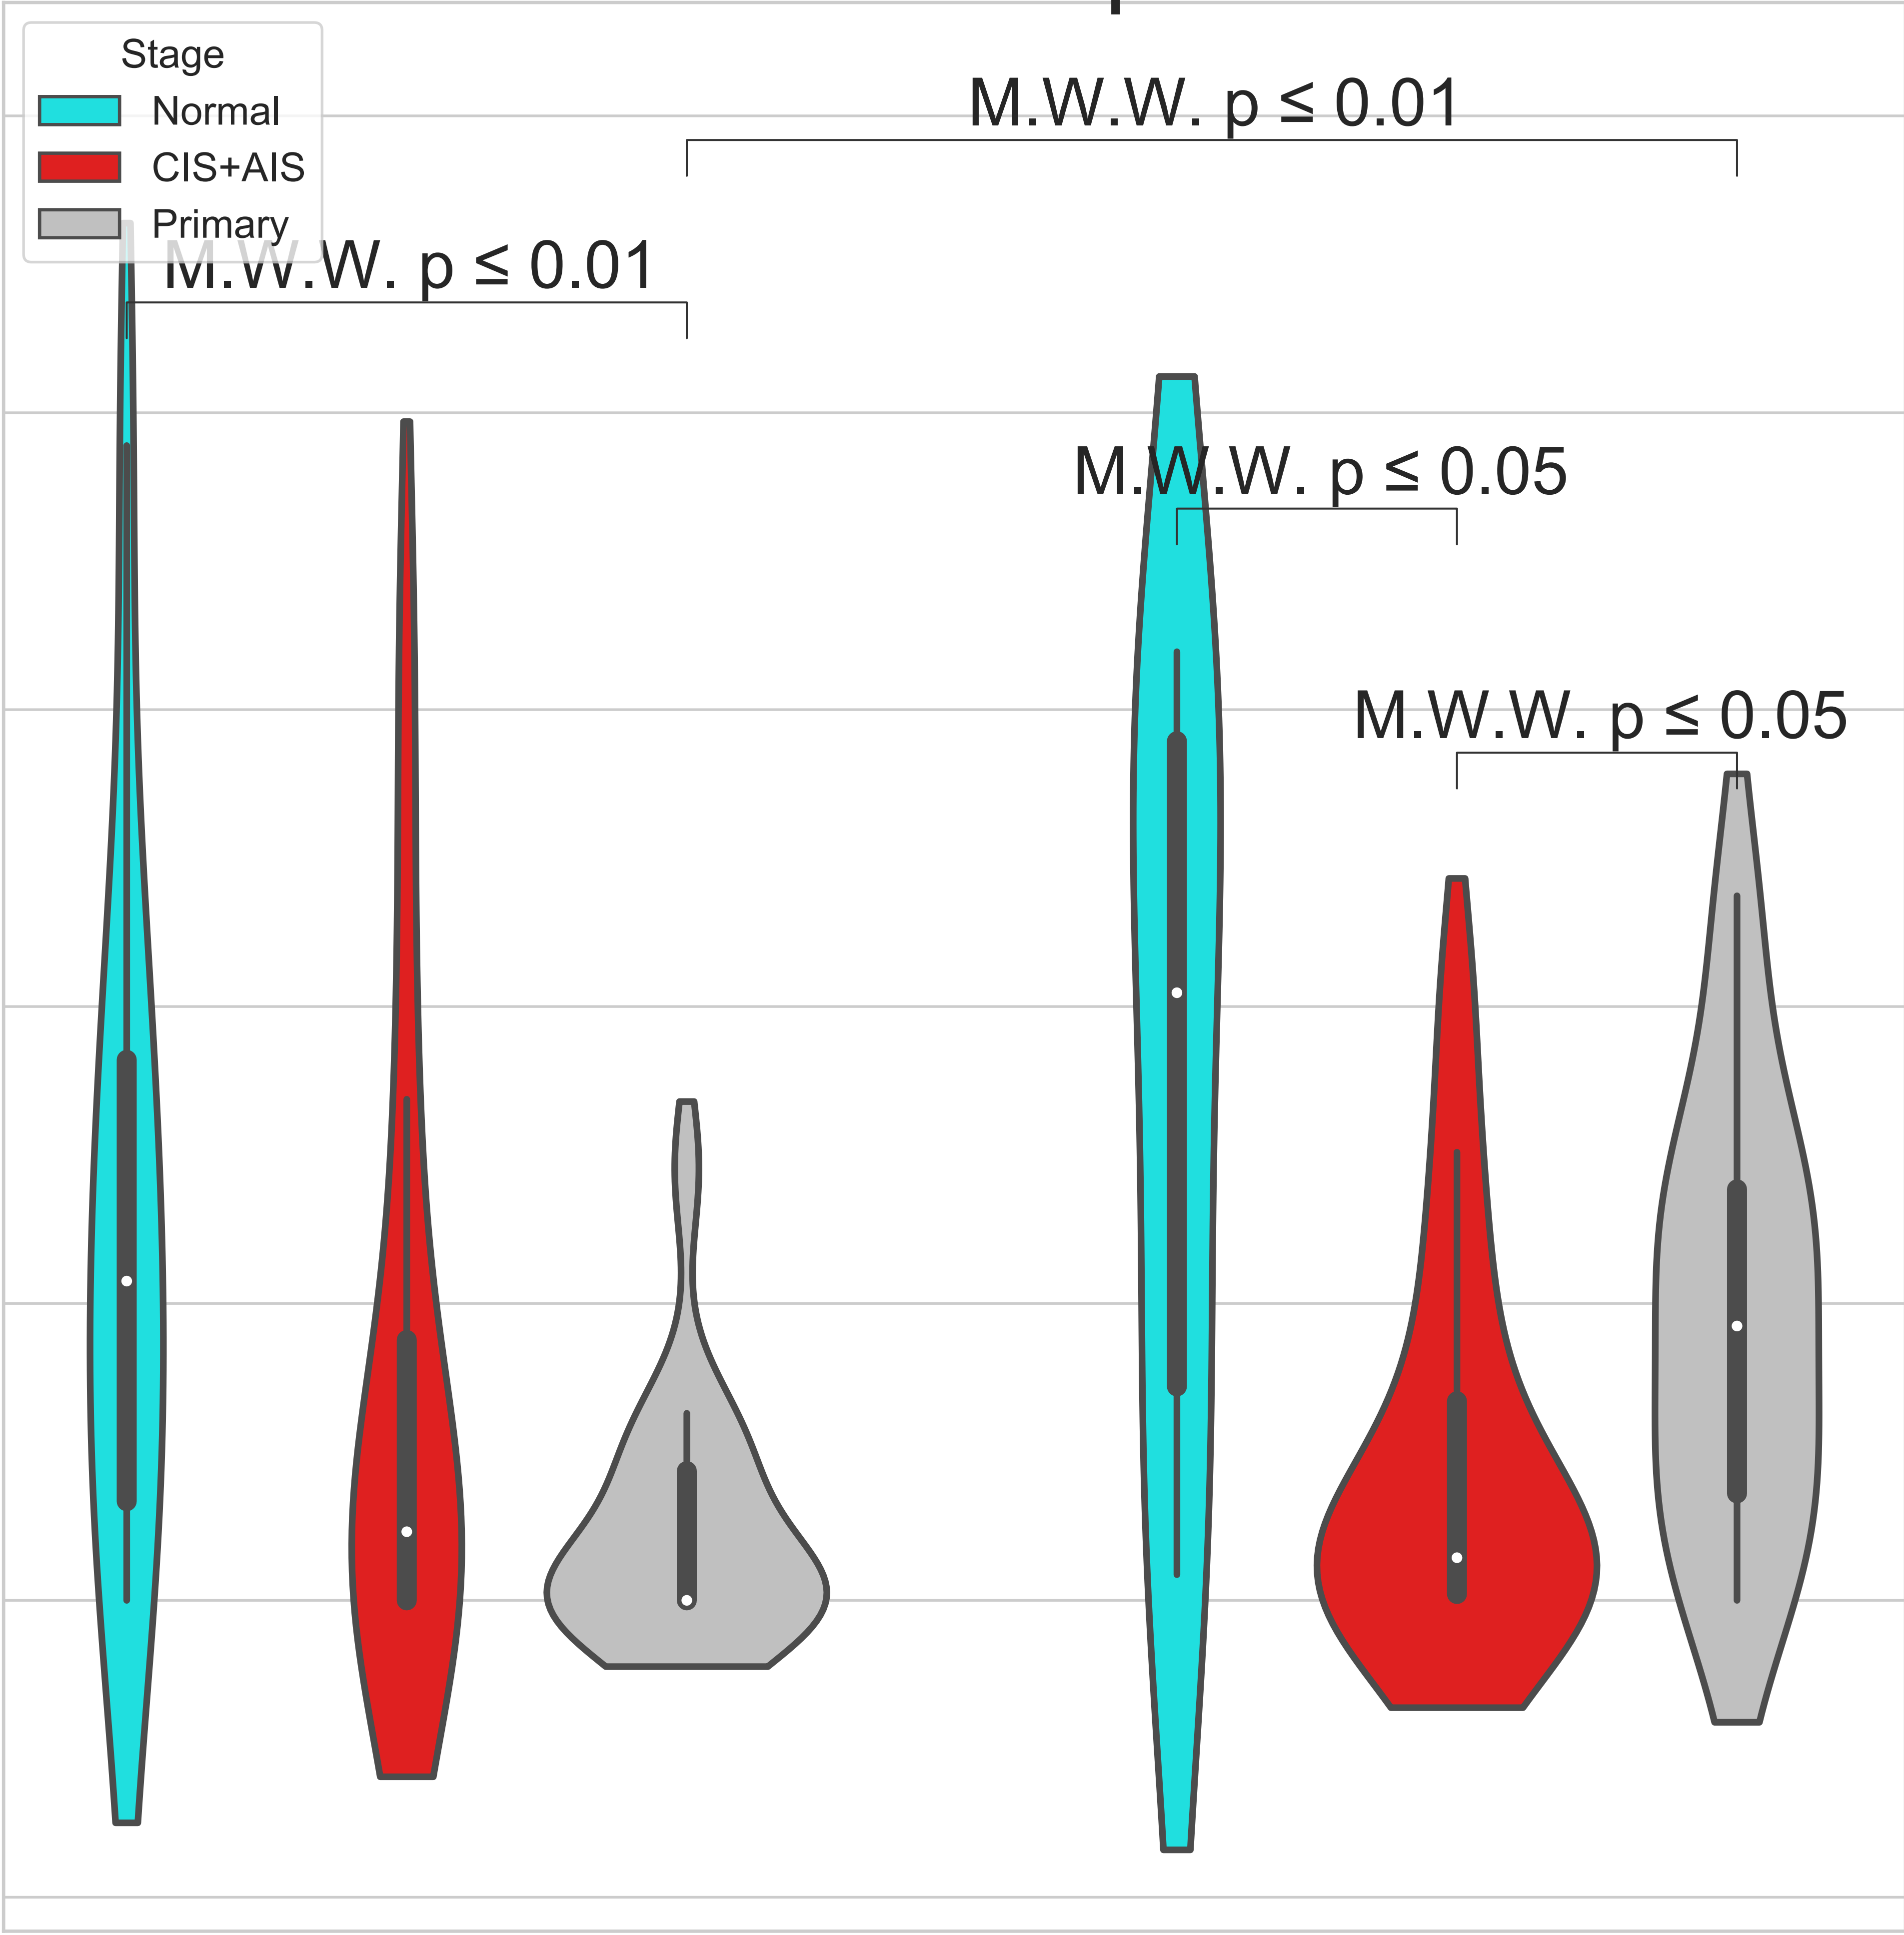 Stage
Normal
CIS+AIS
Primary
M.W.W. p ≤ 0.01
M.W.W. p ≤ 0.01
M.W.W. p ≤ 0.05
M.W.W. p ≤ 0.05